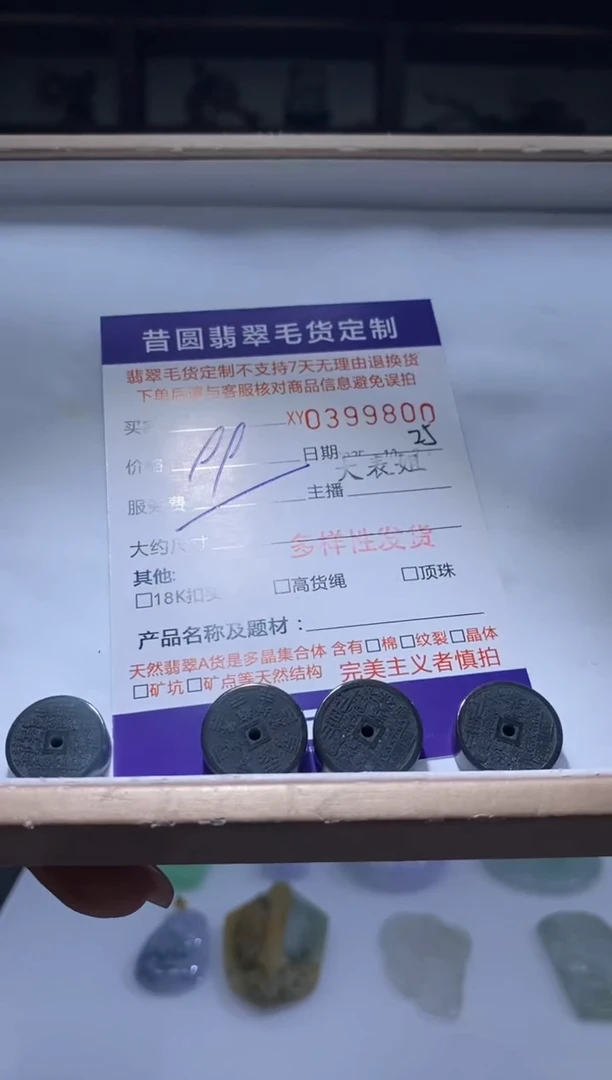 昔圆翡翠毛货定制
翡翠毛货定制不支持7天无理由退换货
下单后请与客服核对商品信息避免误拍
买 XY0399800
价格 日期 25
服务费 主播 大表姐
大约尺寸 多样性发货
其他:
□18K扣头 □高货绳 □顶珠
产品名称及题材:
天然翡翠A货是多晶集合体 含有□棉 □纹裂 □晶体
□矿坑 □矿点等天然结构 完美主义者慎拍